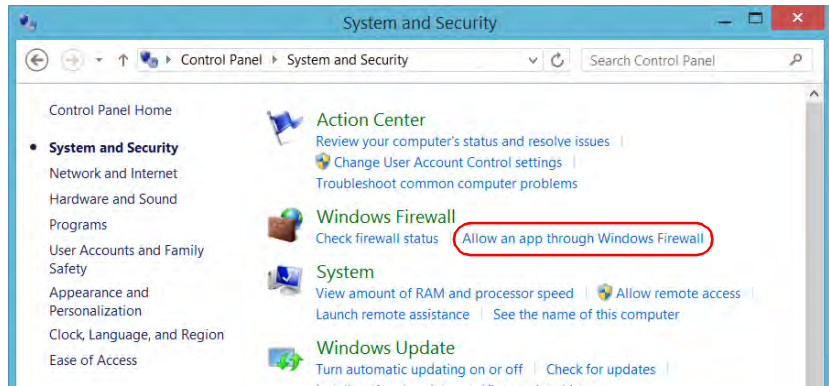 System and Security
Control Panel System and Security
Search Control Panel
Control Panel Home
System and Security
Network and Internet
Hardware and Sound
Programs
User Accounts and Family
Safety
Appearance and
Personalization
Clock, Language, and Region
Ease of Access
Action Center
Review your computer's status and resolve issues
Change User Account Control settings
Troubleshoot common computer problems
Windows Firewall
Check firewall status Allow an app through Windows Firewall
System
View amount of RAM and processor speed Allow remote access
Launch remote assistance See the name of this computer
Windows Update
Turn automatic updating on or off Check for updates